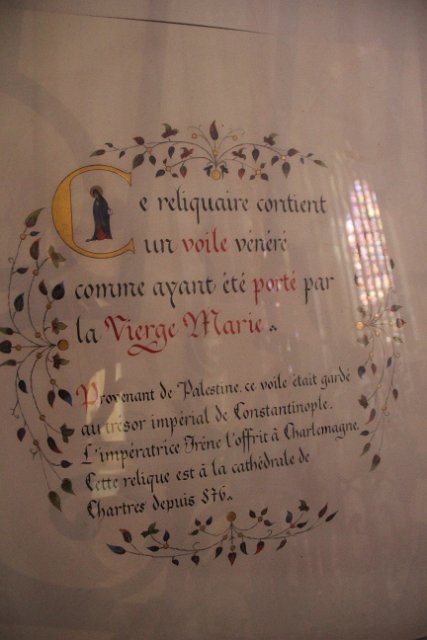 Ce reliquaire contient
un voile vénéré
comme ayant été porté par
la Vierge Marie.
Provenant de Palestine, ce voile était gardé
au trésor impérial de Constantinople.
L'impératrice Irène l'offrit à Charlemagne.
Cette relique est à la cathédrale de
Chartres depuis 876.